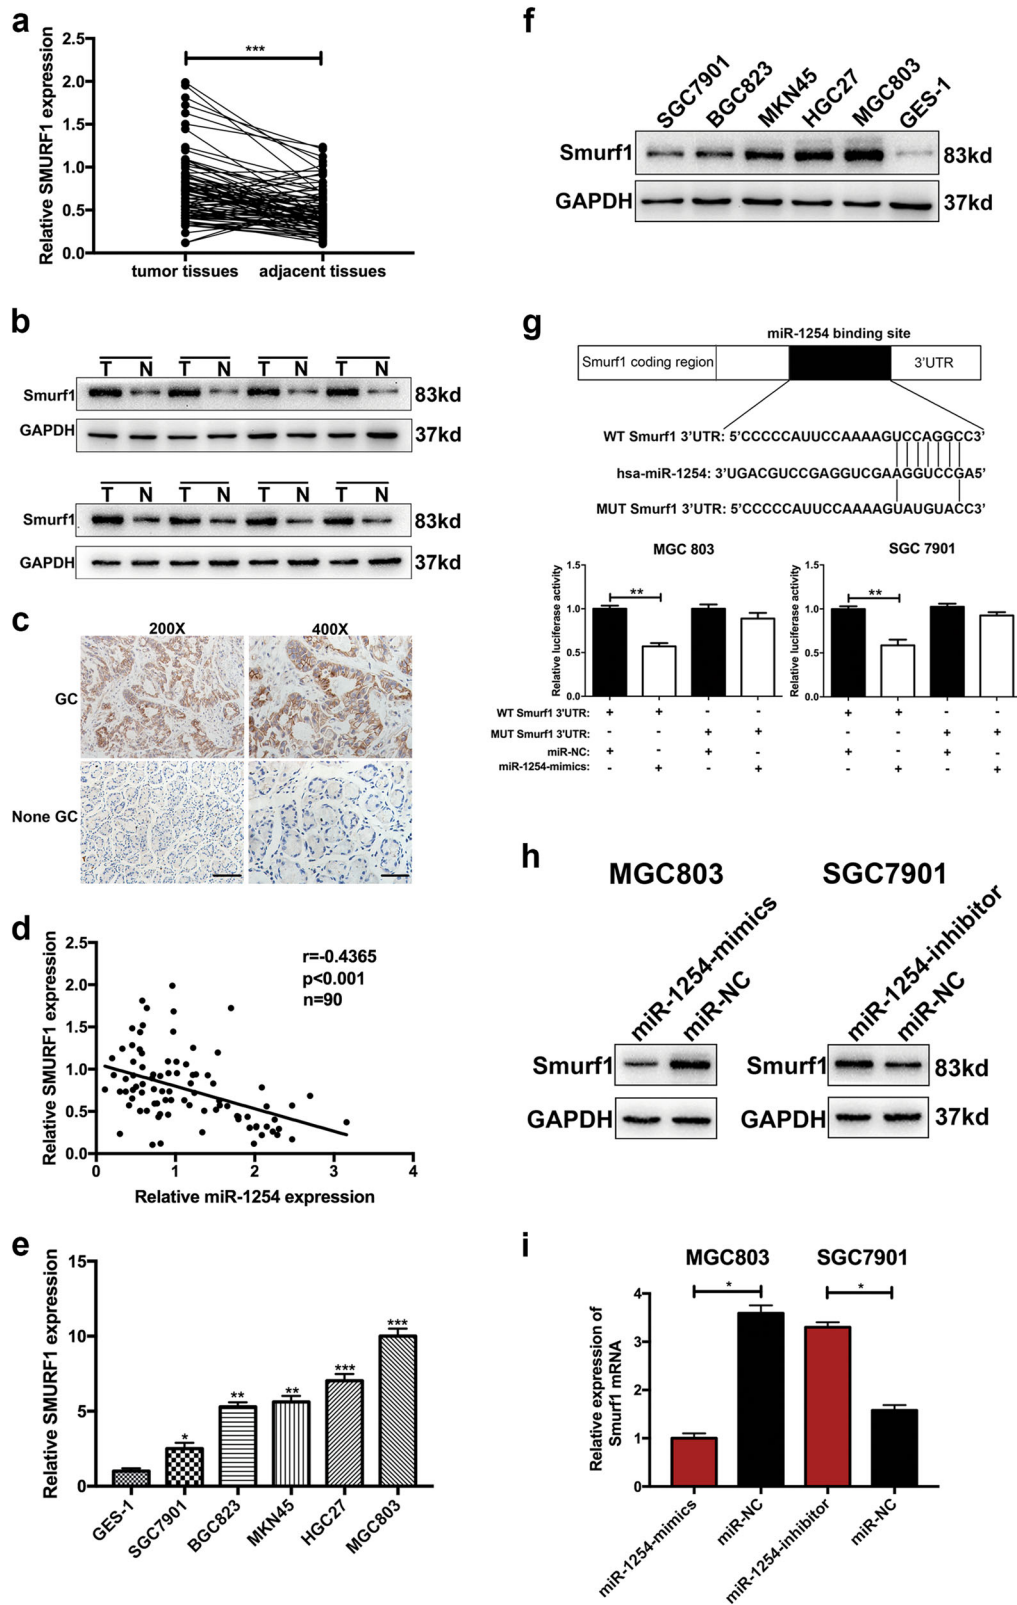 a
Relative SMURF1 expression
2.5
2.0
1.5
1.0
0.5
0.0
***
tumor tissues adjacent tissues
b
T N T N T N T N
Smurf1 83kd
GAPDH 37kd
T N T N T N T N
Smurf1 83kd
GAPDH 37kd
c
200X 400X
GC
None GC
d
Relative SMURF1 expression
2.5
2.0
1.5
1.0
0.5
0.0
r=-0.4365
p<0.001
n=90
0 1 2 3 4
Relative miR-1254 expression
e
Relative SMURF1 expression
15
10
5
0
* ** ** *** ***
GES-1 SGC7901 BGC823 MKN45 HGC27 MGC803
f
SGC7901 BGC823 MKN45 HGC27 MGC803 GES-1
Smurf1 83kd
GAPDH 37kd
g
miR-1254 binding site
Smurf1 coding region 3'UTR
WT Smurf1 3'UTR: 5'CCCCCAUUCCAAAAGUCCAGGCC3'
hsa-miR-1254: 3'UGACGUCCGAGGUCGAAGGUCCGA5'
MUT Smurf1 3'UTR: 5'CCCCCAUUCCAAAAGUAUGUACC3'
MGC 803
Relative luciferase activity
1.5
1.0
0.5
0.0
**
SGC 7901
Relative luciferase activity
1.5
1.0
0.5
0.0
**
WT Smurf1 3'UTR: + + - - + + - -
MUT Smurf1 3'UTR: - - + + - - + +
miR-NC: + - + - + - + -
miR-1254-mimics: - + - + - + - +
h
MGC803 SGC7901
miR-1254-mimics miR-NC miR-1254-inhibitor miR-NC
Smurf1 Smurf1 83kd
GAPDH GAPDH 37kd
i
MGC803 SGC7901
Relative expression of
Smurf1 mRNA
4
3
2
1
0
* *
miR-1254-mimics miR-NC miR-1254-inhibitor miR-NC